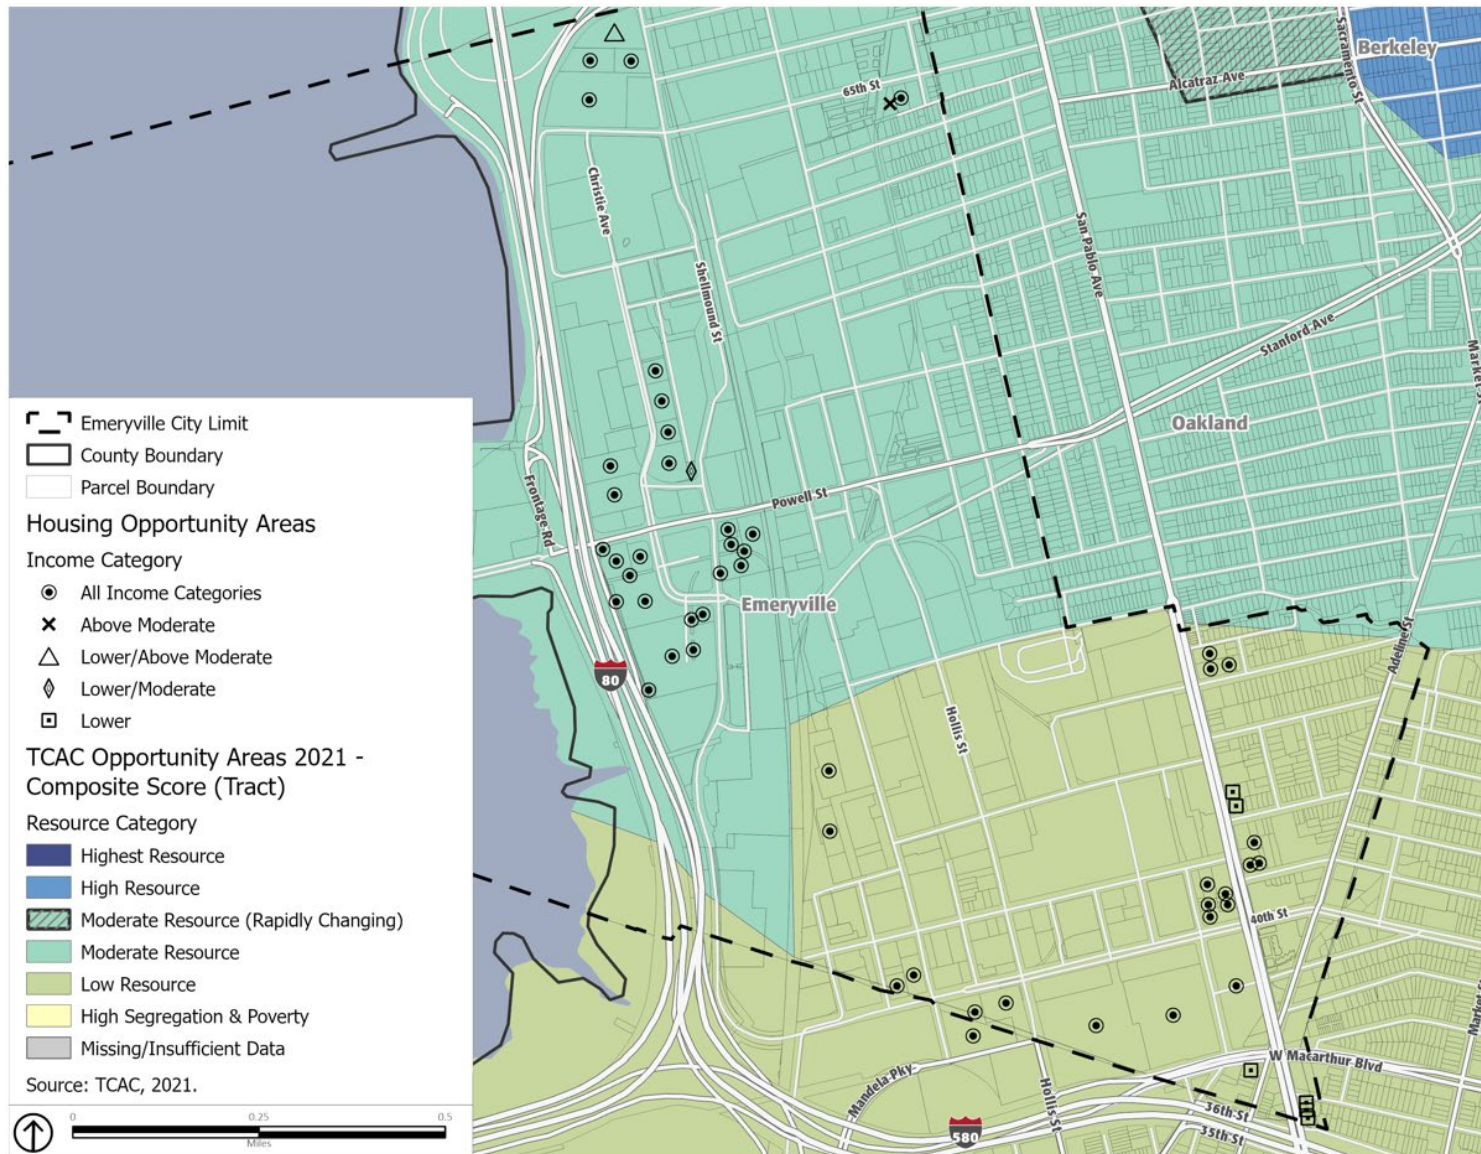 Berkeley
Sacramento St
Alcatraz Ave
65th St
Christie Ave
San Pablo Ave
Shellmound St
Stanford Ave
Oakland
Frontage Rd
Powell St
Emeryville
80
Adeline St
Hollis St
40th St
W Macarthur Blvd
Mandela Pky
Hollis St
36th St
35th St
580
Emeryville City Limit
County Boundary
Parcel Boundary
Housing Opportunity Areas
Income Category
All Income Categories
Above Moderate
Lower/Above Moderate
Lower/Moderate
Lower
TCAC Opportunity Areas 2021 -
Composite Score (Tract)
Resource Category
Highest Resource
High Resource
Moderate Resource (Rapidly Changing)
Moderate Resource
Low Resource
High Segregation & Poverty
Missing/Insufficient Data
Source: TCAC, 2021.
0 0.25 0.5
Miles